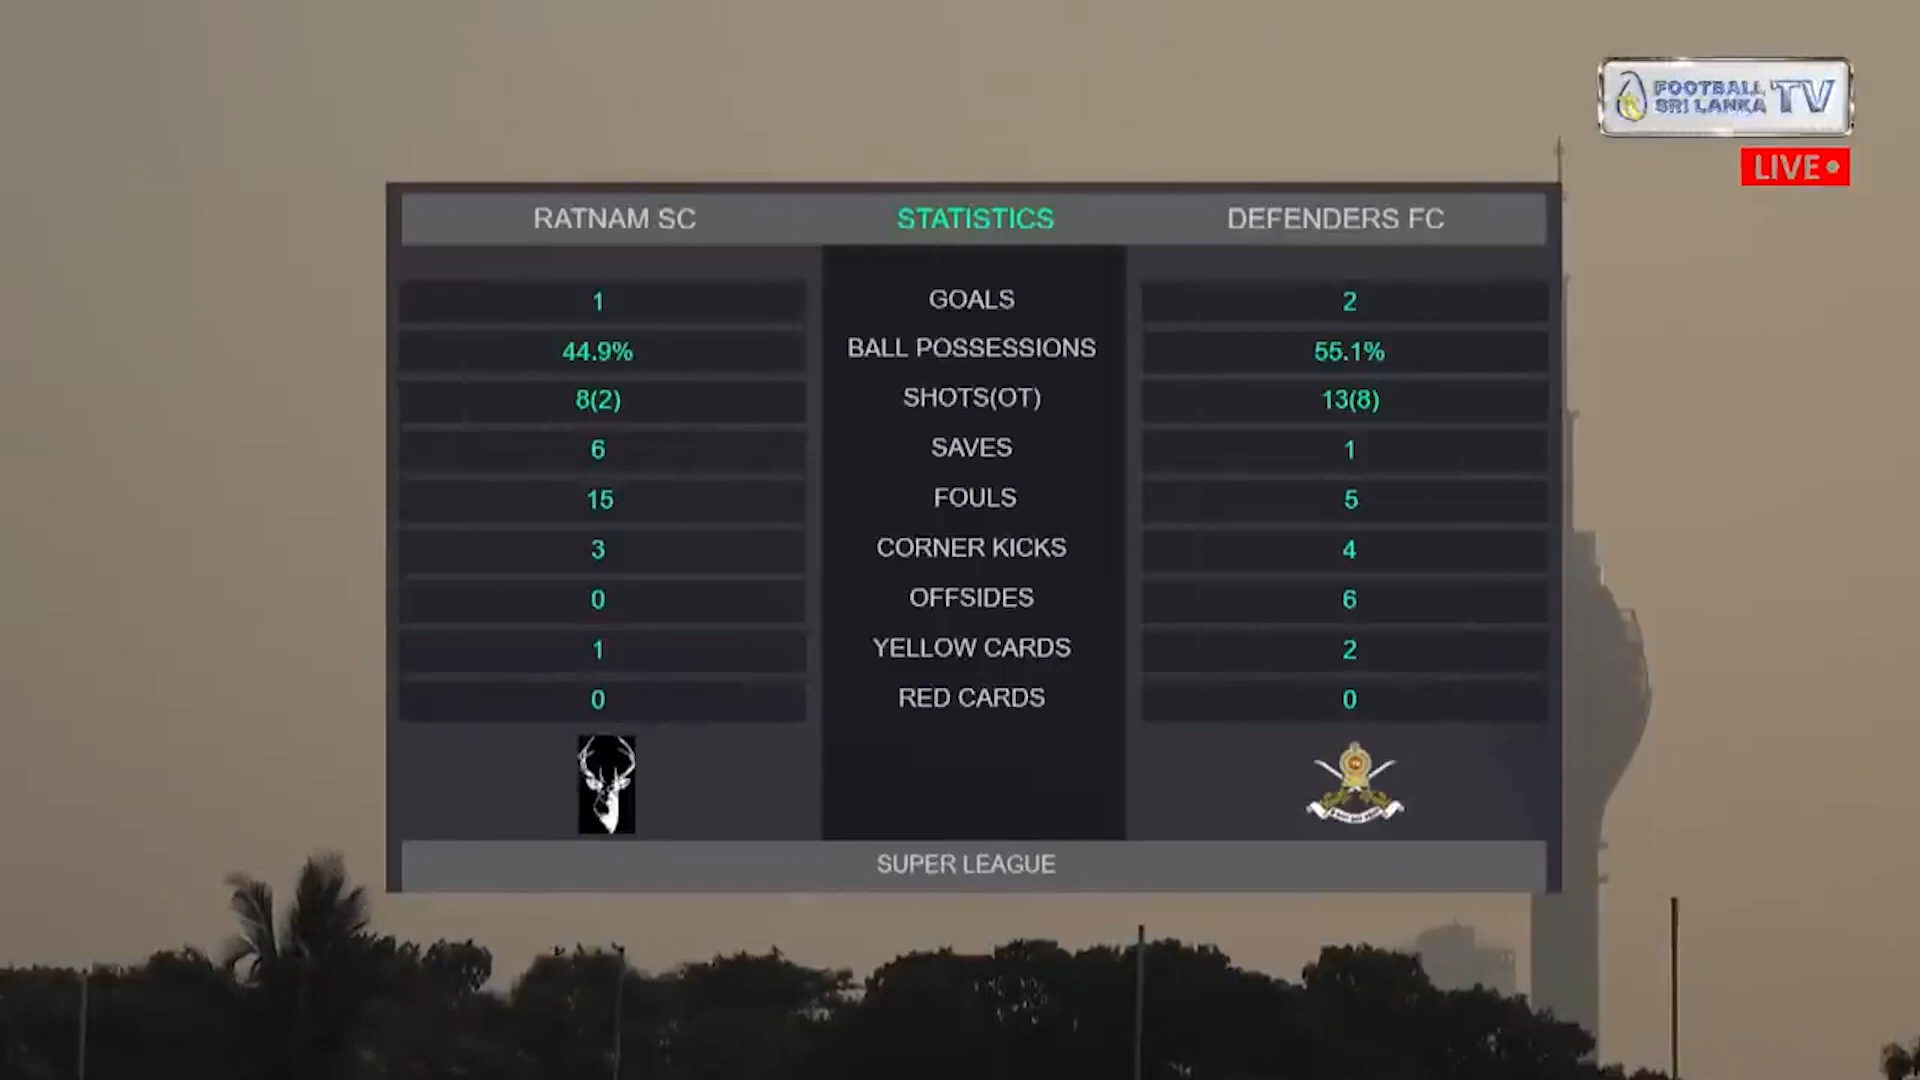 FOOTBALL
SRI LANKA TV
LIVE
RATNAM SC STATISTICS DEFENDERS FC
1 GOALS 2
44.9% BALL POSSESSIONS 55.1%
8(2) SHOTS(OT) 13(8)
6 SAVES 1
15 FOULS 5
3 CORNER KICKS 4
0 OFFSIDES 6
1 YELLOW CARDS 2
0 RED CARDS 0
SUPER LEAGUE